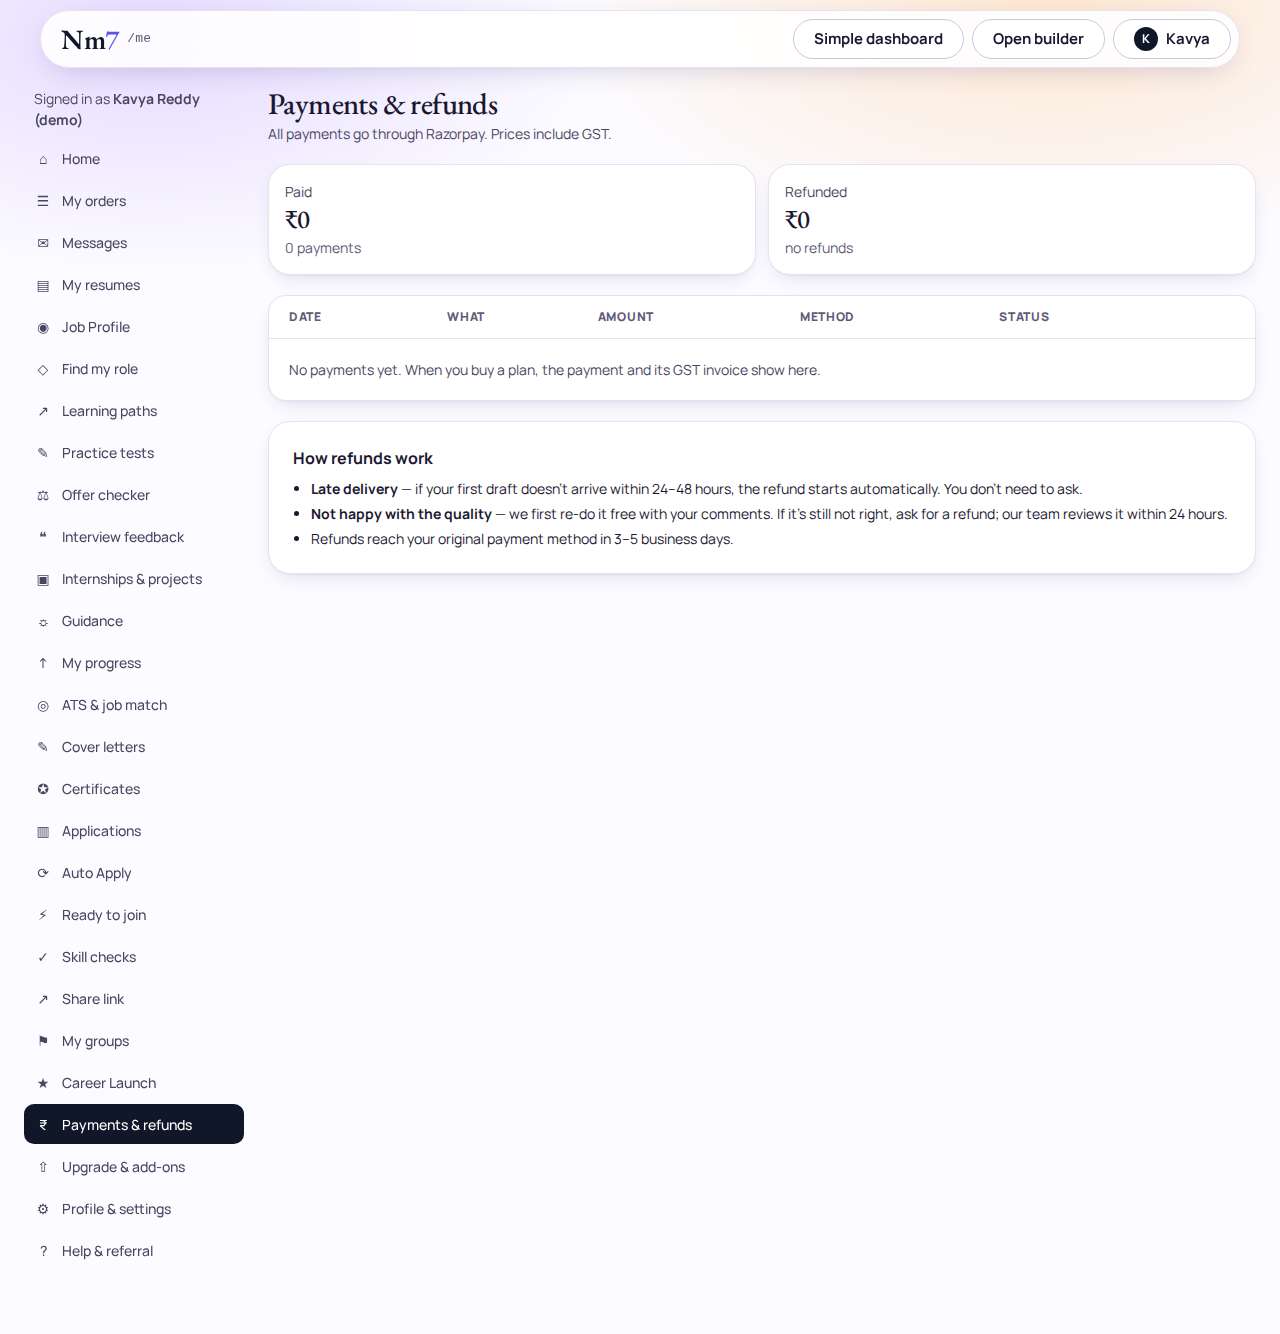 Nm7 /me
Simple dashboard
Open builder
K Kavya
Signed in as Kavya Reddy
(demo)
⌂ Home
☰ My orders
✉ Messages
▤ My resumes
◉ Job Profile
◇ Find my role
↗ Learning paths
✎ Practice tests
⚖ Offer checker
❝ Interview feedback
▣ Internships & projects
☼ Guidance
↑ My progress
◎ ATS & job match
✎ Cover letters
✪ Certificates
▥ Applications
⟳ Auto Apply
⚡ Ready to join
✓ Skill checks
↗ Share link
⚑ My groups
★ Career Launch
₹ Payments & refunds
⇧ Upgrade & add-ons
⚙ Profile & settings
? Help & referral
Payments & refunds
All payments go through Razorpay. Prices include GST.
Paid
₹0
0 payments
Refunded
₹0
no refunds
DATE WHAT AMOUNT METHOD STATUS
No payments yet. When you buy a plan, the payment and its GST invoice show here.
How refunds work
• Late delivery — if your first draft doesn't arrive within 24–48 hours, the refund starts automatically. You don't need to ask.
• Not happy with the quality — we first re-do it free with your comments. If it's still not right, ask for a refund; our team reviews it within 24 hours.
• Refunds reach your original payment method in 3–5 business days.